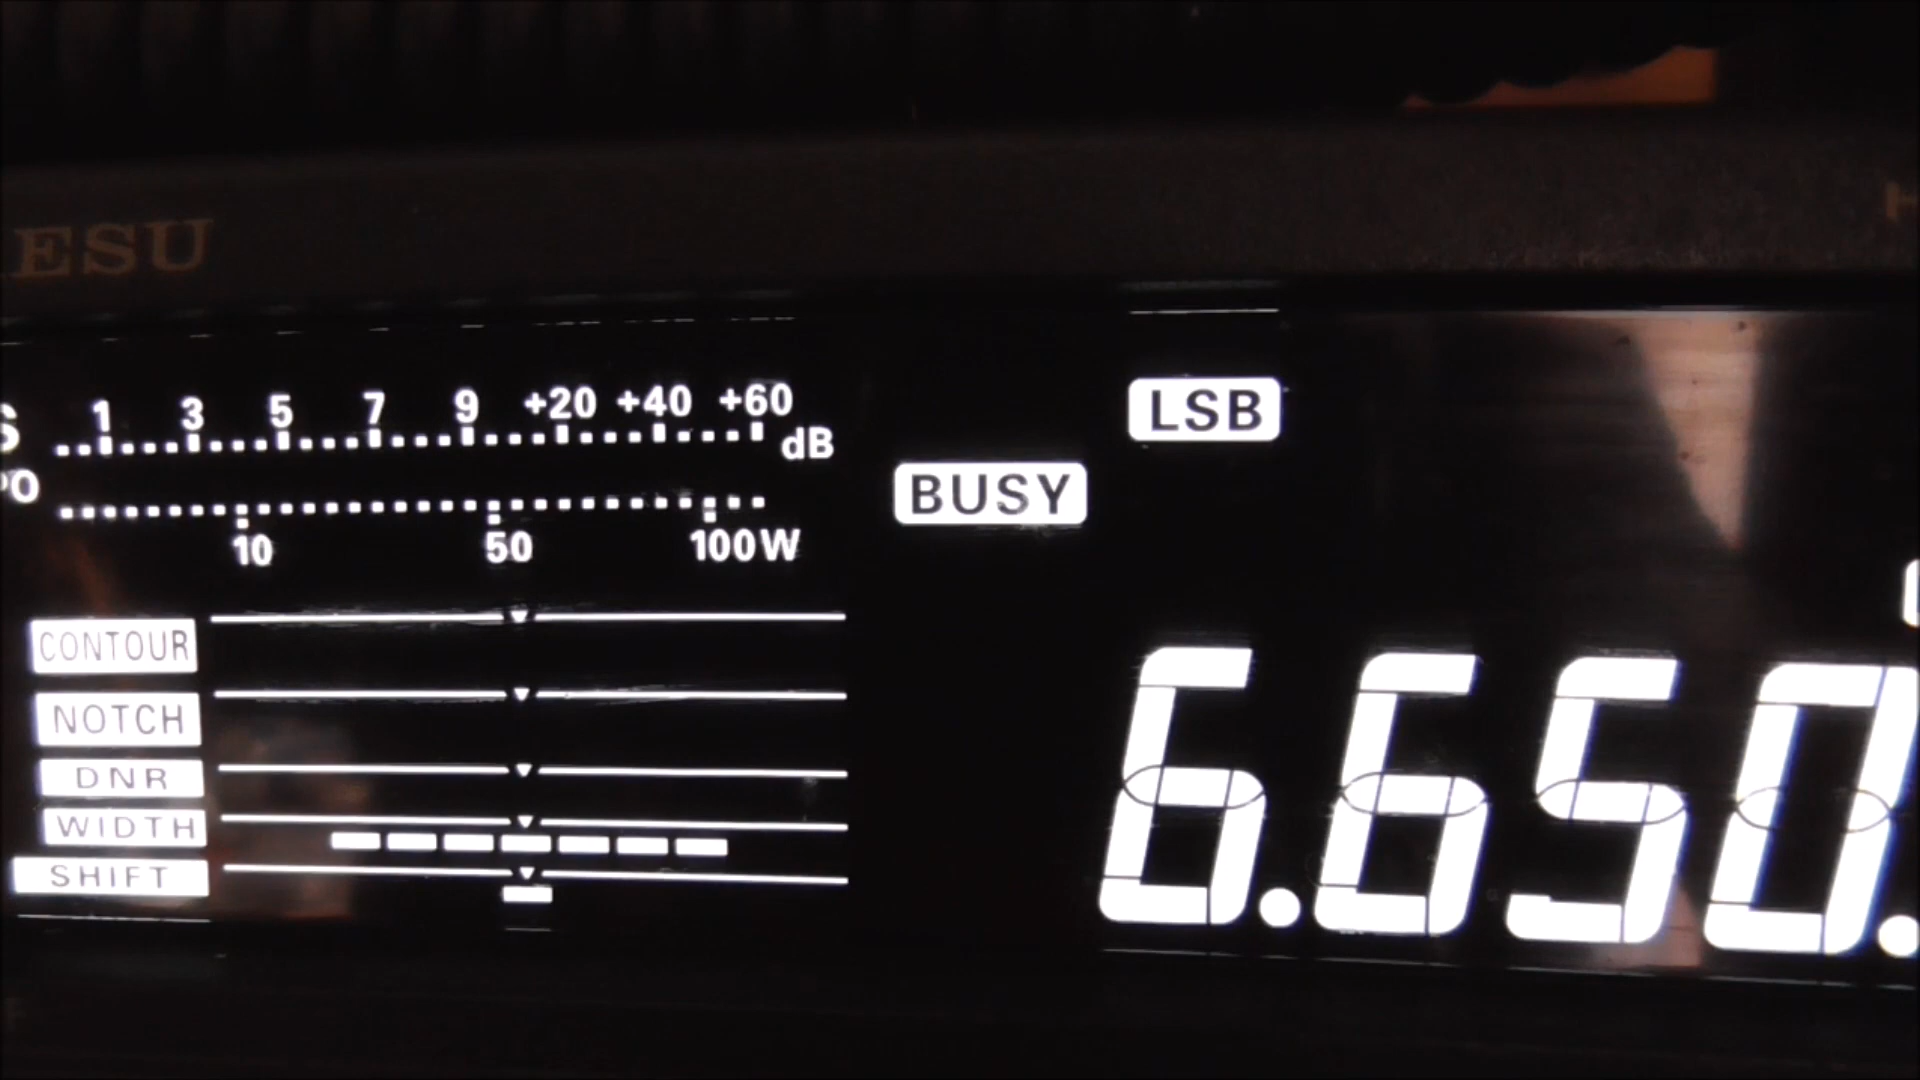 ESU
S 1 3 5 7 9 +20 +40 +60 dB
PO
10 50 100W
LSB
BUSY
CONTOUR
NOTCH
DNR
WIDTH
SHIFT
6.650.